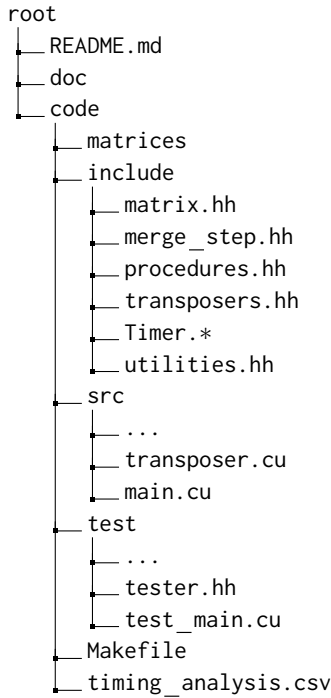 root
README.md
doc
code
matrices
include
matrix.hh
merge_step.hh
procedures.hh
transposers.hh
Timer.*
utilities.hh
src
...
transposer.cu
main.cu
test
...
tester.hh
test_main.cu
Makefile
timing_analysis.csv